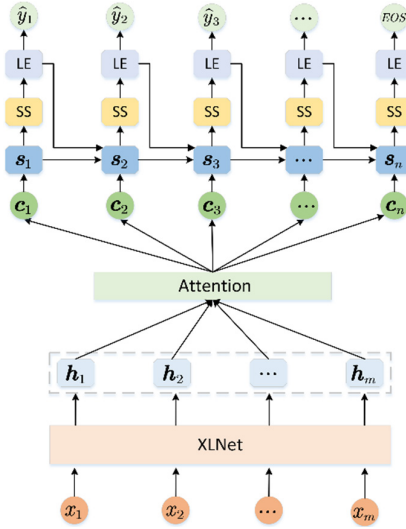 ŷ₁ ŷ₂ ŷ₃ ... EOS
LE LE LE LE LE
SS SS SS SS SS
s₁ s₂ s₃ ... sₙ
c₁ c₂ c₃ ... cₙ
Attention
h₁ h₂ ... hₘ
XLNet
x₁ x₂ ... xₘ